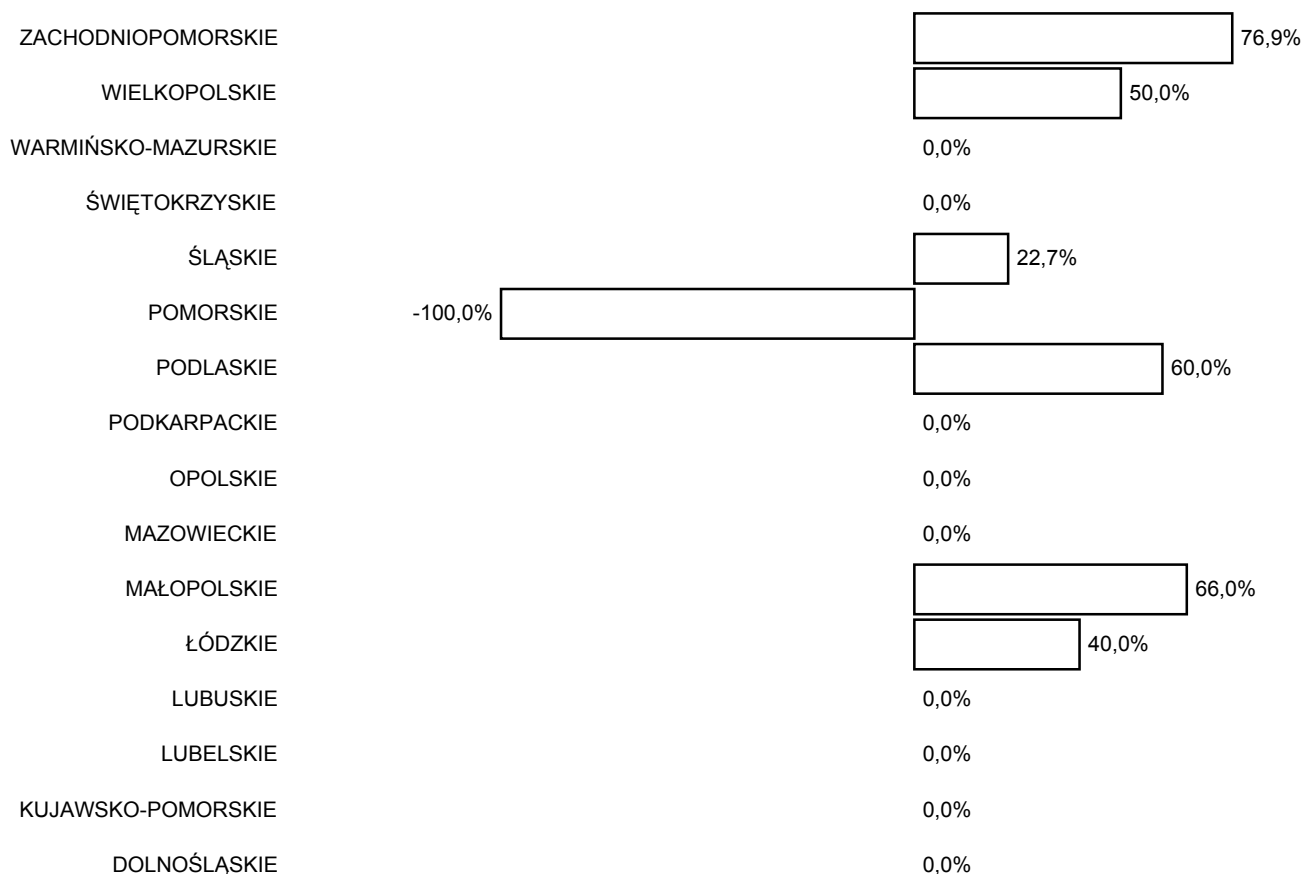 ZACHODNIOPOMORSKIE 76,9%
WIELKOPOLSKIE 50,0%
WARMIŃSKO-MAZURSKIE 0,0%
ŚWIĘTOKRZYSKIE 0,0%
ŚLĄSKIE 22,7%
POMORSKIE -100,0%
PODLASKIE 60,0%
PODKARPACKIE 0,0%
OPOLSKIE 0,0%
MAZOWIECKIE 0,0%
MAŁOPOLSKIE 66,0%
ŁÓDZKIE 40,0%
LUBUSKIE 0,0%
LUBELSKIE 0,0%
KUJAWSKO-POMORSKIE 0,0%
DOLNOŚLĄSKIE 0,0%